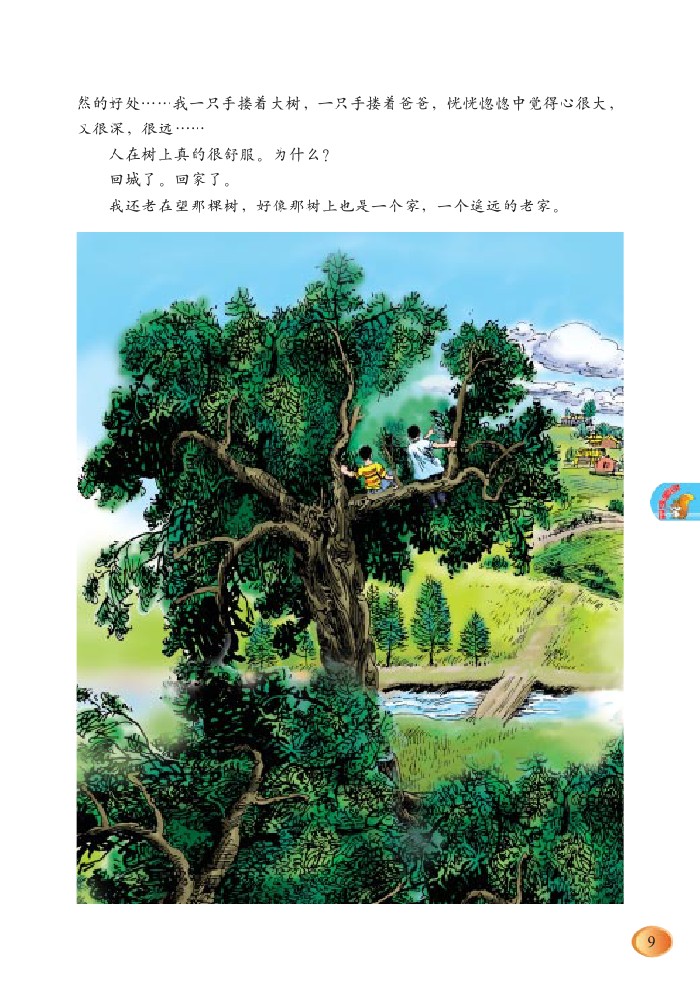 然的好处……我一只手搂着大树，一只手搂着爸爸，恍恍惚惚中觉得心很大，
又很深，很远……
人在树上真的很舒服。为什么？
回城了。回家了。
我还老在望那棵树，好像那树上也是一个家，一个遥远的老家。
9